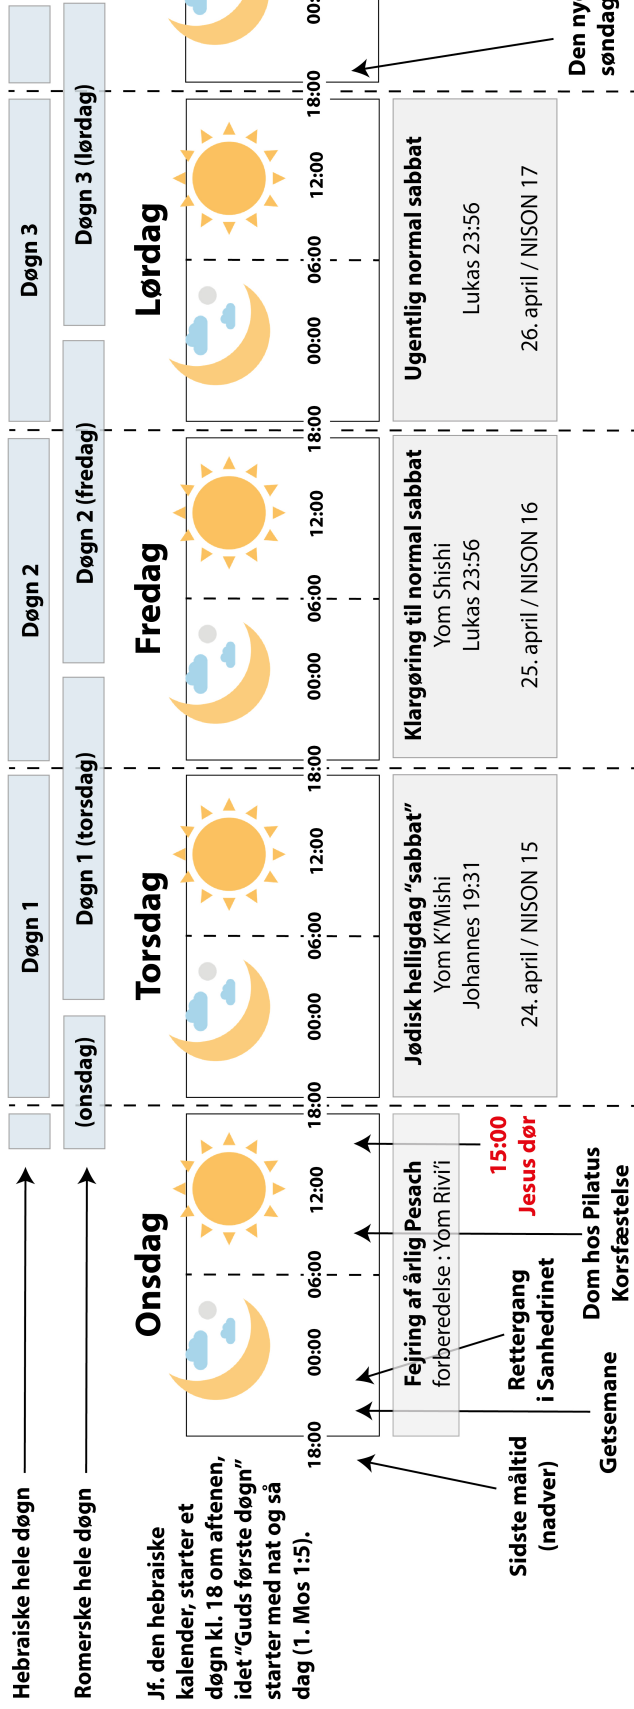 Hebraiske hele døgn
Døgn 1
Døgn 2
Døgn 3
Romerske hele døgn
(onsdag)
Døgn 1 (torsdag)
Døgn 2 (fredag)
Døgn 3 (lørdag)
Jf. den hebraiske
kalender, starter et
døgn kl. 18 om aftenen,
idet "Guds første døgn"
starter med nat og så
dag (1. Mos 1:5).
Onsdag
Torsdag
Fredag
Lørdag
18:00
00:00
06:00
12:00
18:00
00:00
06:00
12:00
18:00
00:00
06:00
12:00
18:00
00:00
06:00
12:00
18:00
Fejring af årlig Pesach
forberedelse : Yom Rivi'i
Jødisk helligdag "sabbat"
Yom K'Mishi
Johannes 19:31
24. april / NISON 15
Klargøring til normal sabbat
Yom Shishi
Lukas 23:56
25. april / NISON 16
Ugentlig normal sabbat
Lukas 23:56
26. april / NISON 17
Sidste måltid
(nadver)
Getsemane
Rettergang
i Sanhedrinet
Dom hos Pilatus
Korsfæstelse
15:00
Jesus dør
Den